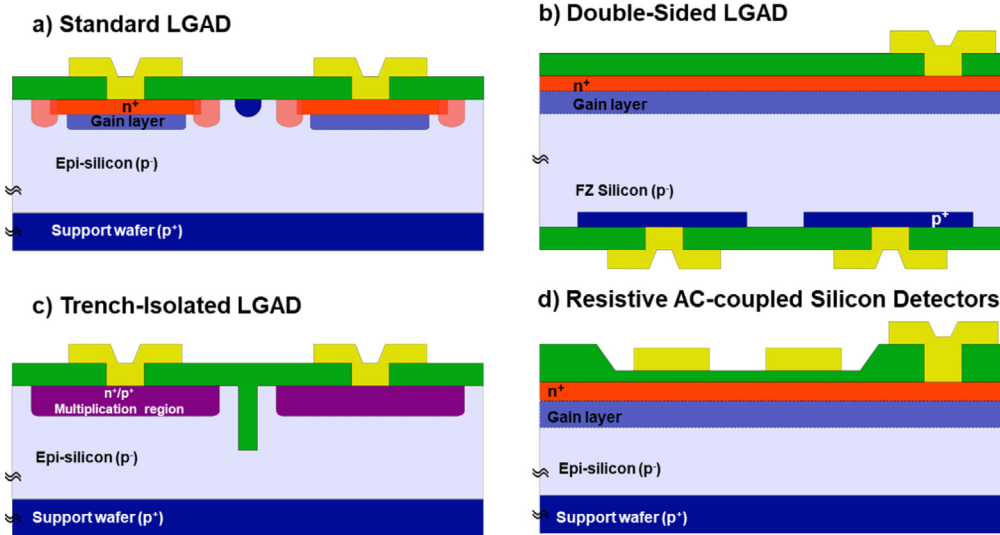 a) Standard LGAD
n⁺
Gain layer
Epi-silicon (p⁻)
Support wafer (p⁺)
b) Double-Sided LGAD
n⁺
Gain layer
FZ Silicon (p⁻)
p⁺
c) Trench-Isolated LGAD
n⁺/p⁺
Multiplication region
Epi-silicon (p⁻)
Support wafer (p⁺)
d) Resistive AC-coupled Silicon Detectors
n⁺
Gain layer
Epi-silicon (p⁻)
Support wafer (p⁺)